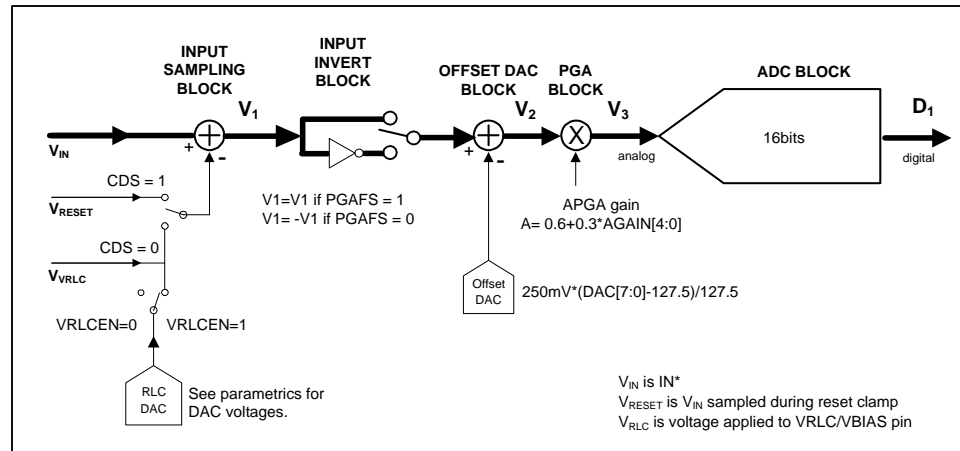 INPUT
SAMPLING
BLOCK
INPUT
INVERT
BLOCK
OFFSET DAC
BLOCK
PGA
BLOCK
ADC BLOCK
V1
V2
V3
D1
VIN
+
-
+
-
X
analog
16bits
digital
CDS = 1
VRESET
CDS = 0
VVRLC
VRLCEN=0
VRLCEN=1
RLC
DAC
See parametrics for
DAC voltages.
V1=V1 if PGAFS = 1
V1= -V1 if PGAFS = 0
APGA gain
A= 0.6+0.3*AGAIN[4:0]
Offset
DAC
250mV*(DAC[7:0]-127.5)/127.5
VIN is IN*
VRESET is VIN sampled during reset clamp
VRLC is voltage applied to VRLC/VBIAS pin